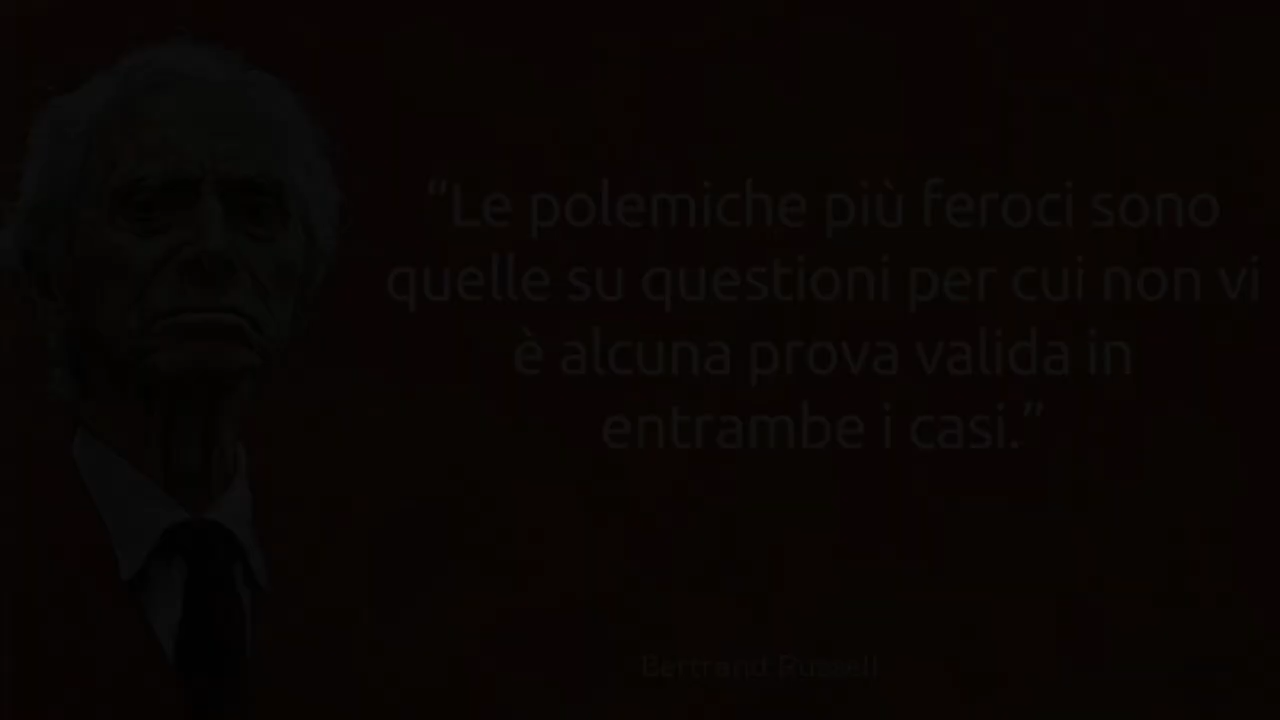 “Le polemiche più feroci sono
quelle su questioni per cui non vi
è alcuna prova valida in
entrambe i casi.”
Bertrand Russell